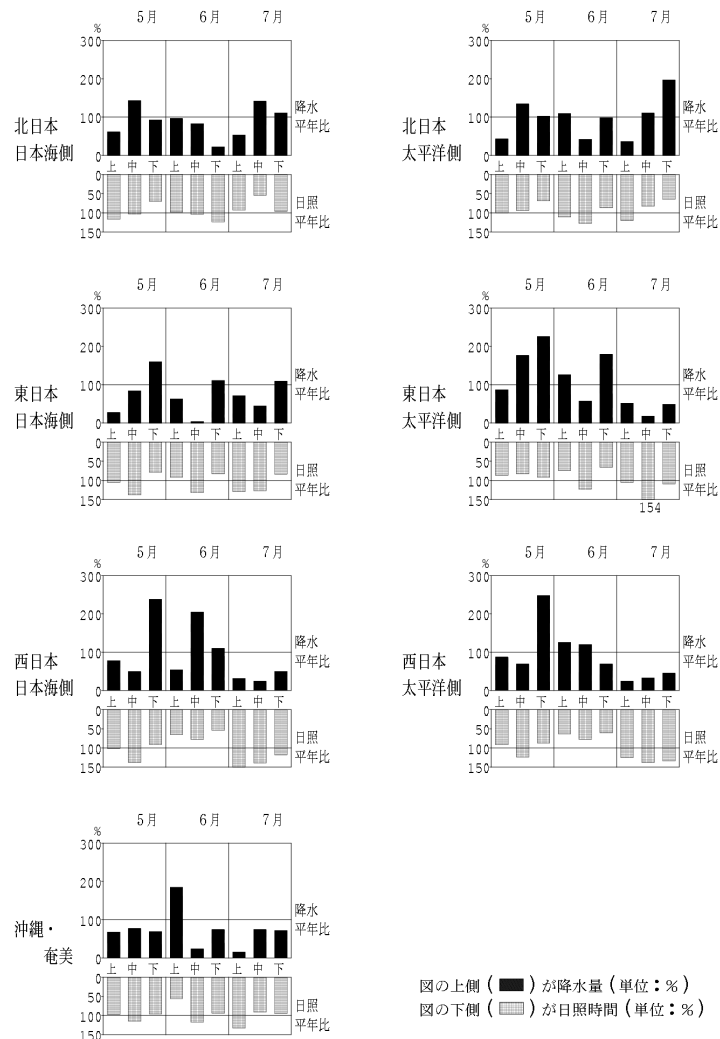 5月 6月 7月
%
300
200
100
0
降水
平年比
北日本
日本海側
上 中 下 上 中 下 上 中 下
0
50
100
150
日照
平年比
5月 6月 7月
%
300
200
100
0
降水
平年比
北日本
太平洋側
上 中 下 上 中 下 上 中 下
0
50
100
150
日照
平年比
5月 6月 7月
%
300
200
100
0
降水
平年比
東日本
日本海側
上 中 下 上 中 下 上 中 下
0
50
100
150
日照
平年比
5月 6月 7月
%
300
200
100
0
降水
平年比
東日本
太平洋側
上 中 下 上 中 下 上 中 下
0
50
100
150
日照
平年比
154
5月 6月 7月
%
300
200
100
0
降水
平年比
西日本
日本海側
上 中 下 上 中 下 上 中 下
0
50
100
150
日照
平年比
5月 6月 7月
%
300
200
100
0
降水
平年比
西日本
太平洋側
上 中 下 上 中 下 上 中 下
0
50
100
150
日照
平年比
5月 6月 7月
%
300
200
100
0
降水
平年比
沖縄・
奄美
上 中 下 上 中 下 上 中 下
0
50
100
150
日照
平年比
図の上側（ ）が降水量（単位：％）
図の下側（ ）が日照時間（単位：％）